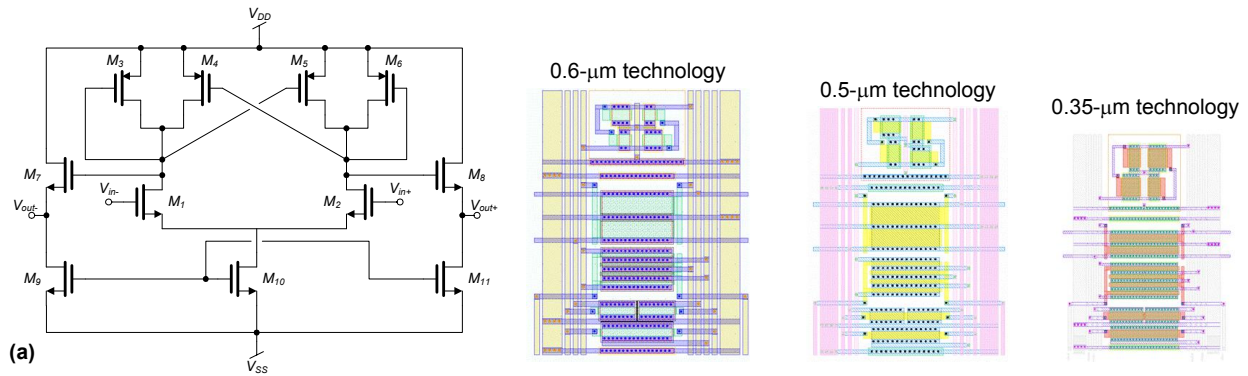 V_DD
0.6-μm technology
0.5-μm technology
0.35-μm technology
M_3 M_4 M_5 M_6
M_7 V_in- M_1 M_2 V_in+ M_8
V_out- V_out+
M_9 M_10 M_11
(a)
V_SS